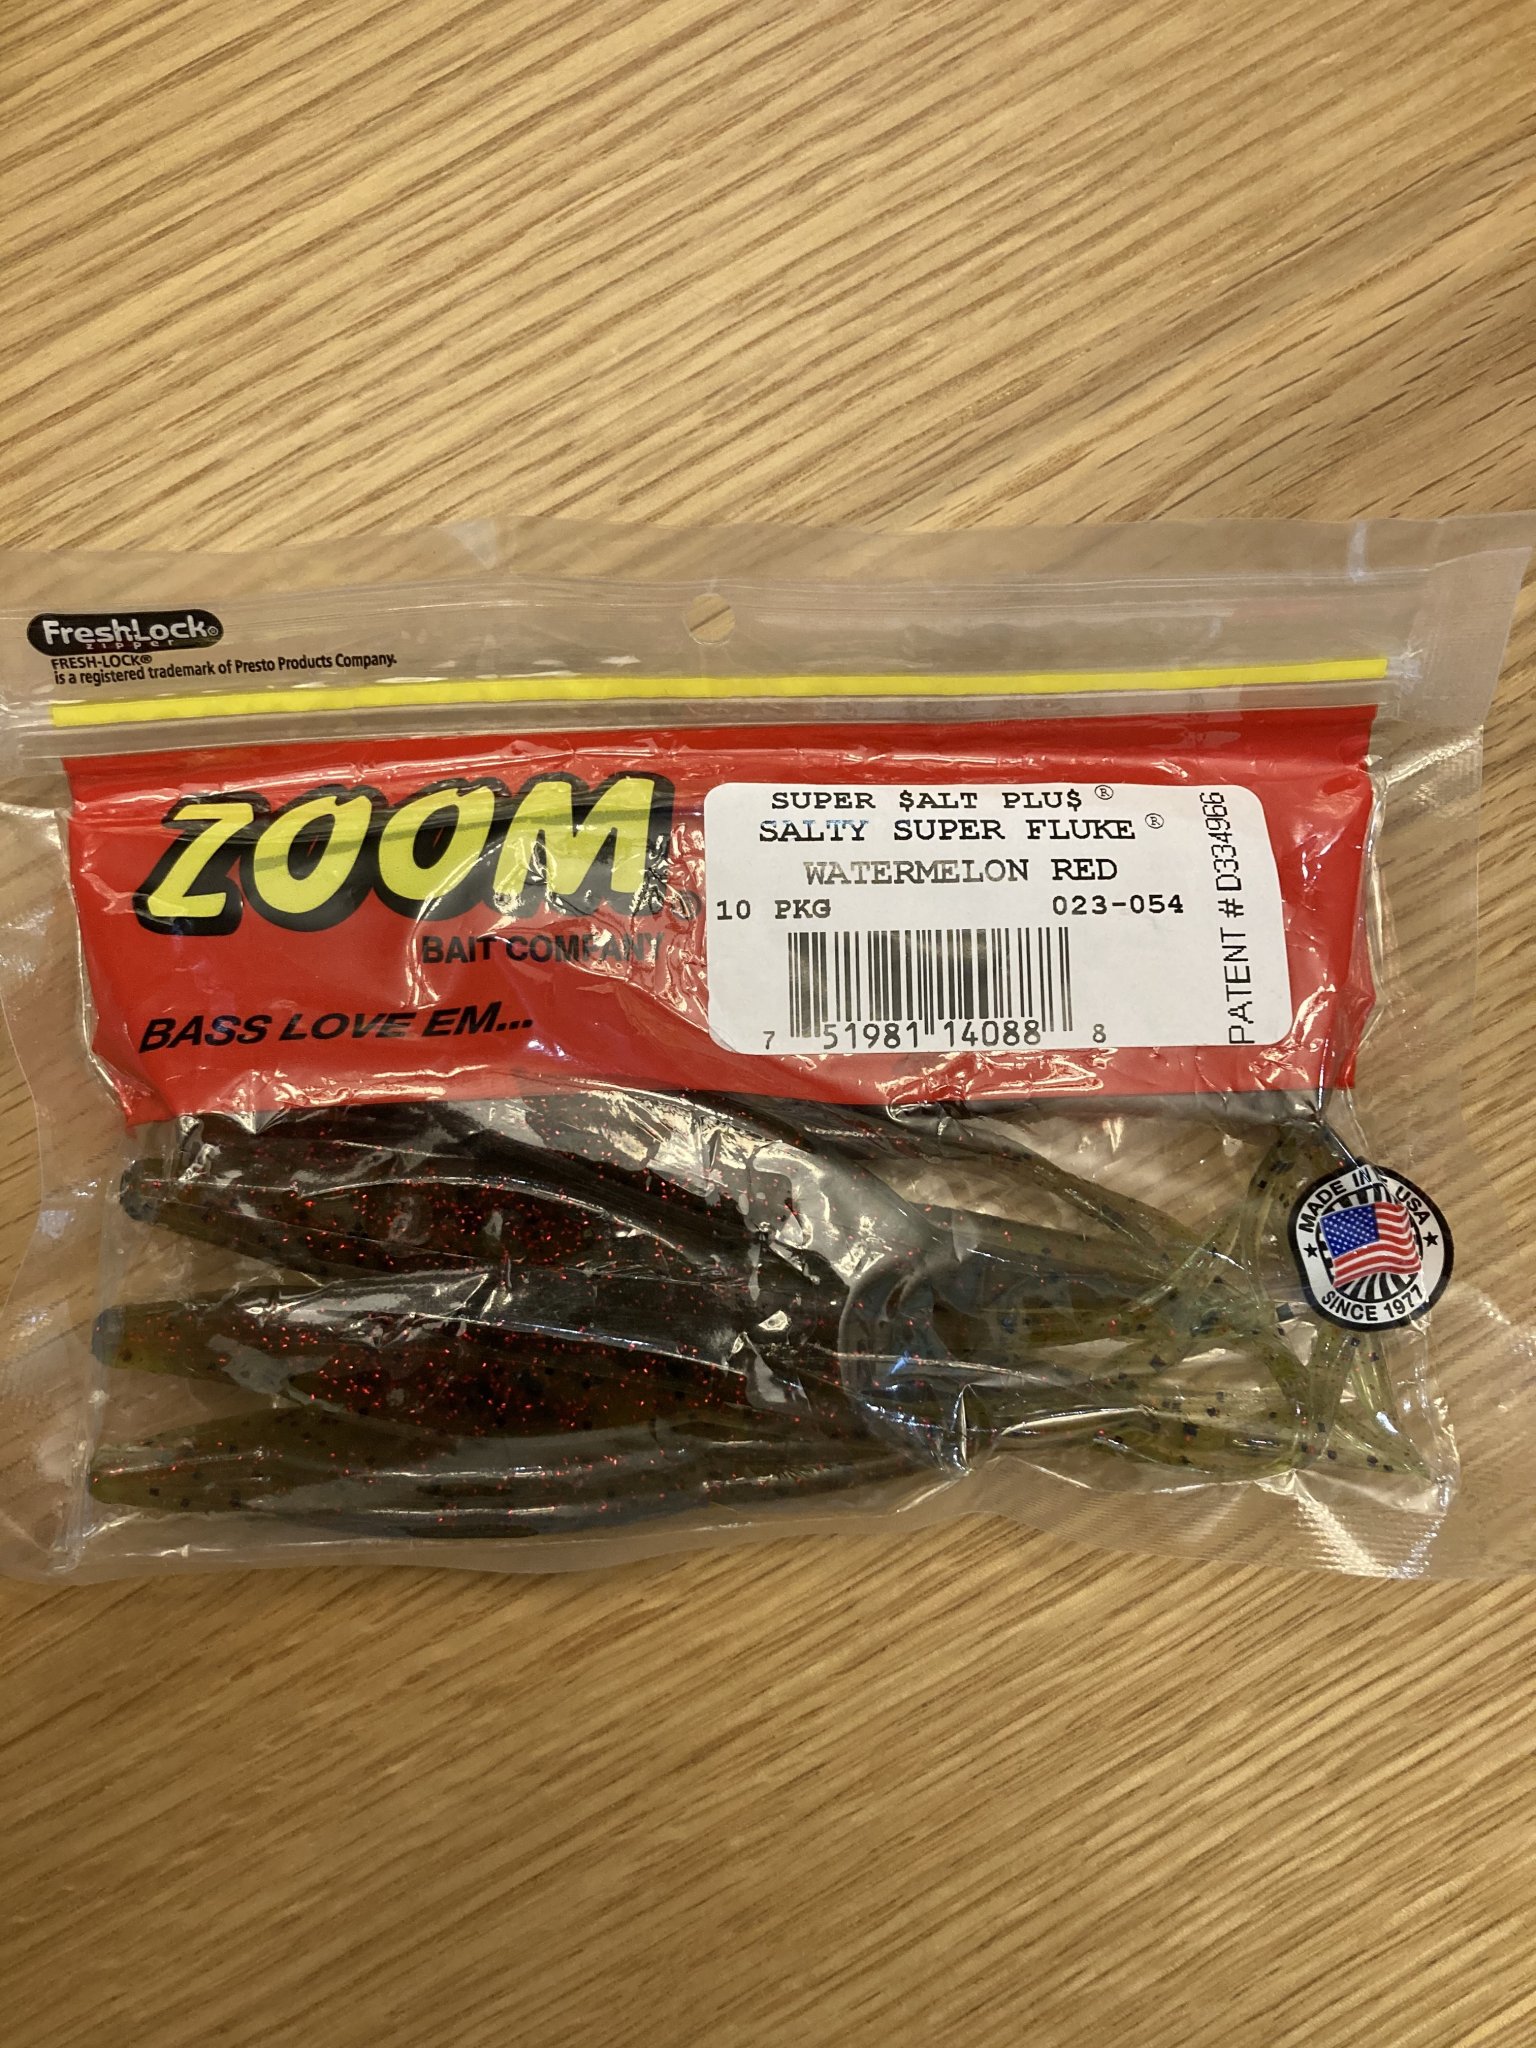 Fresh-Lock®
zipper
FRESH-LOCK®
is a registered trademark of Presto Products Company.
ZOOM
BAIT COMPANY
BASS LOVE EM...
SUPER $ALT PLU$®
SALTY SUPER FLUKE®
WATERMELON RED
10 PKG 023-054
7 51981 14088 8
PATENT # D334966
MADE IN USA
SINCE 1977